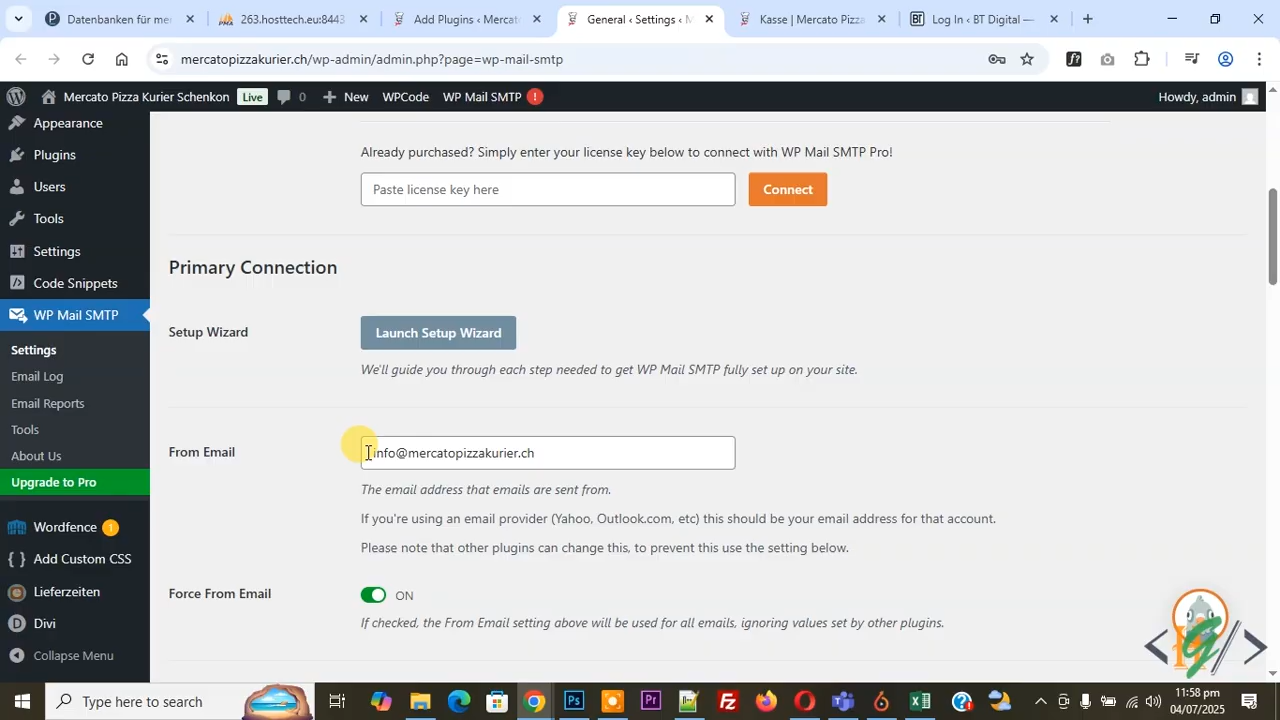 Datenbanken für me
263.hosttech.eu:8443
Add Plugins ‹ Mercato
General ‹ Settings ‹ M
Kasse | Mercato Pizza
BT
Log In ‹ BT Digital —
mercatopizzakurier.ch/wp-admin/admin.php?page=wp-mail-smtp
Mercato Pizza Kurier Schenkon
Live
0
New
WPCode
WP Mail SMTP
!
Howdy, admin
Appearance
Plugins
Users
Tools
Settings
Code Snippets
WP Mail SMTP
Settings
Email Log
Email Reports
Tools
About Us
Upgrade to Pro
Wordfence 1
Add Custom CSS
Lieferzeiten
Divi
Collapse Menu
Already purchased? Simply enter your license key below to connect with WP Mail SMTP Pro!
Paste license key here
Connect
Primary Connection
Setup Wizard
Launch Setup Wizard
We'll guide you through each step needed to get WP Mail SMTP fully set up on your site.
From Email
info@mercatopizzakurier.ch
The email address that emails are sent from.
If you're using an email provider (Yahoo, Outlook.com, etc) this should be your email address for that account.
Please note that other plugins can change this, to prevent this use the setting below.
Force From Email
ON
If checked, the From Email setting above will be used for all emails, ignoring values set by other plugins.
Type here to search
11:58 pm
04/07/2025